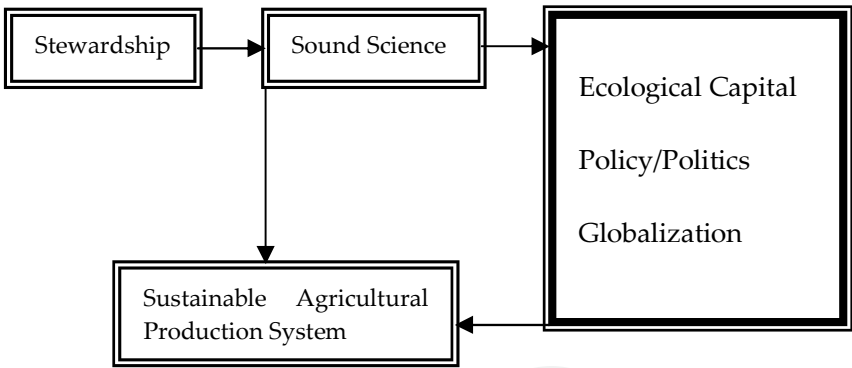 Stewardship
Sound Science
Ecological Capital
Policy/Politics
Globalization
Sustainable Agricultural
Production System